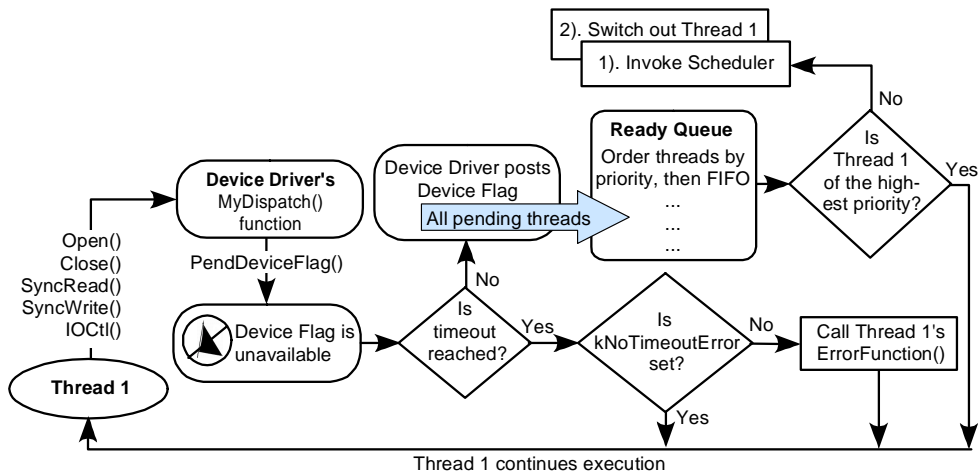 2). Switch out Thread 1
1). Invoke Scheduler
No
Is
Thread 1
of the high-
est priority?
Yes
Ready Queue
Order threads by
priority, then FIFO
...
...
...
Device Driver posts
Device Flag
All pending threads
Device Driver's
MyDispatch()
function
Open()
Close()
SyncRead()
SyncWrite()
IOCtl()
PendDeviceFlag()
Device Flag is
unavailable
No
Is
timeout
reached?
Yes
Is
kNoTimeoutError
set?
No
Yes
Call Thread 1's
ErrorFunction()
Thread 1
Thread 1 continues execution